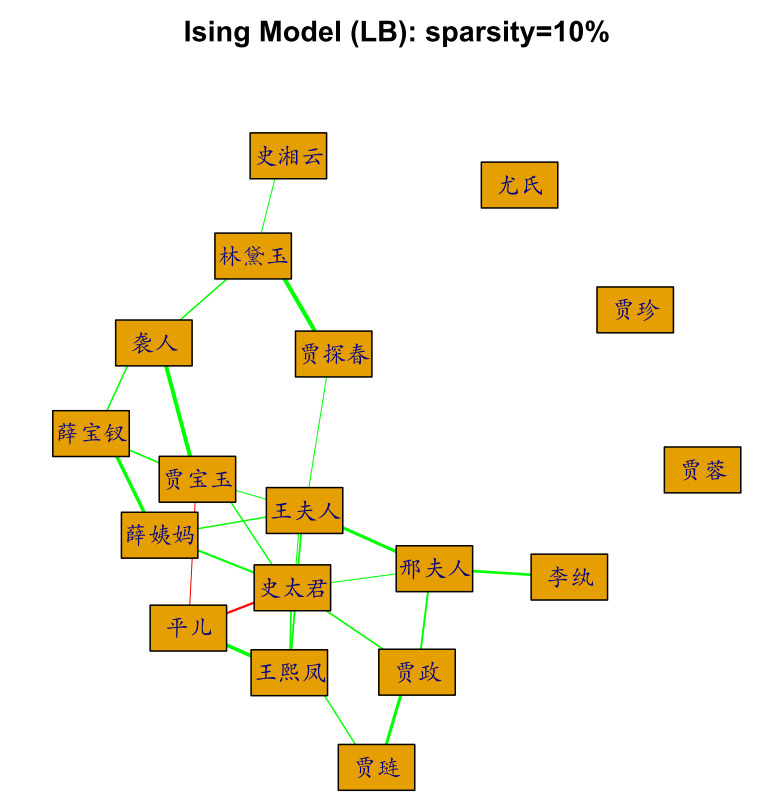 Ising Model (LB): sparsity=10%
史湘云
尤氏
林黛玉
贾珍
袭人
贾探春
薛宝钗
贾蓉
贾宝玉
王夫人
薛姨妈
邢夫人
李纨
史太君
平儿
王熙凤
贾政
贾琏